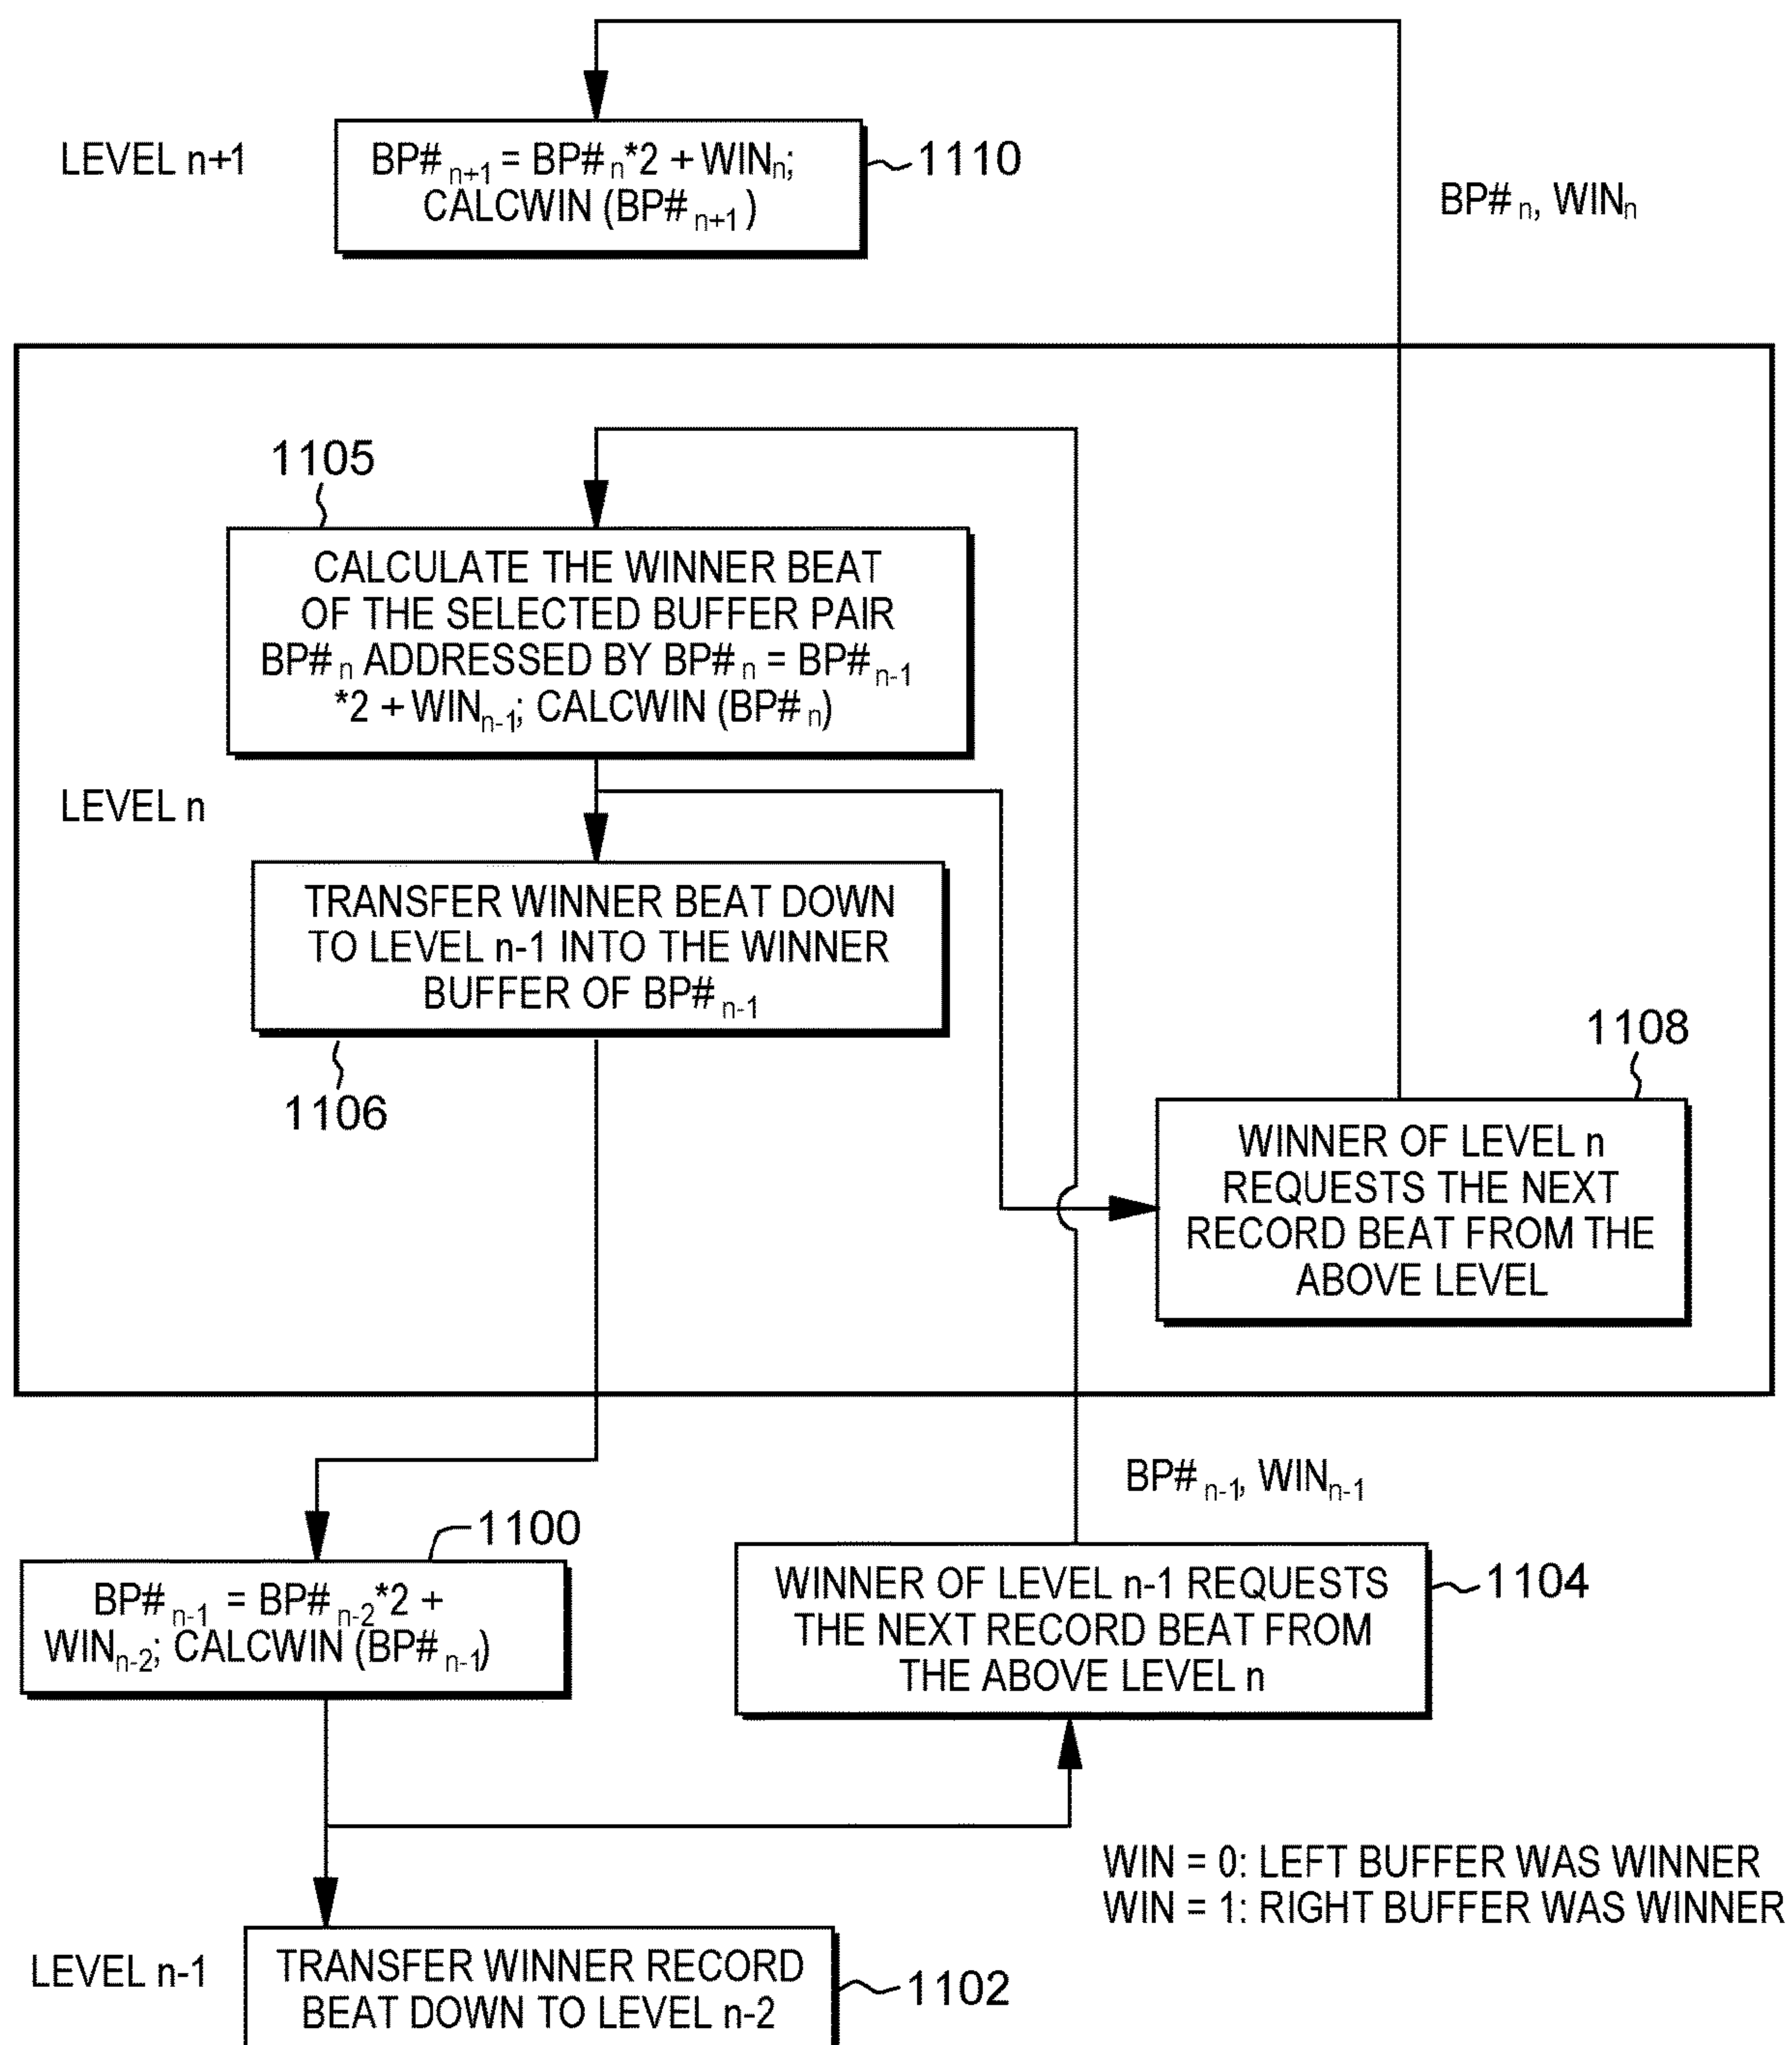 LEVEL n+1
BP# n+1 = BP# n*2 + WINn;
CALCWIN (BP# n+1 )
1110
BP# n, WINn
1105
CALCULATE THE WINNER BEAT
OF THE SELECTED BUFFER PAIR
BP# n ADDRESSED BY BP# n = BP# n-1
*2 + WINn-1; CALCWIN (BP# n)
LEVEL n
TRANSFER WINNER BEAT DOWN
TO LEVEL n-1 INTO THE WINNER
BUFFER OF BP# n-1
1106
1108
WINNER OF LEVEL n
REQUESTS THE NEXT
RECORD BEAT FROM THE
ABOVE LEVEL
BP# n-1, WINn-1
1100
BP# n-1 = BP# n-2*2 +
WINn-2; CALCWIN (BP# n-1)
WINNER OF LEVEL n-1 REQUESTS
THE NEXT RECORD BEAT FROM
THE ABOVE LEVEL n
1104
WIN = 0: LEFT BUFFER WAS WINNER
WIN = 1: RIGHT BUFFER WAS WINNER
LEVEL n-1
TRANSFER WINNER RECORD
BEAT DOWN TO LEVEL n-2
1102